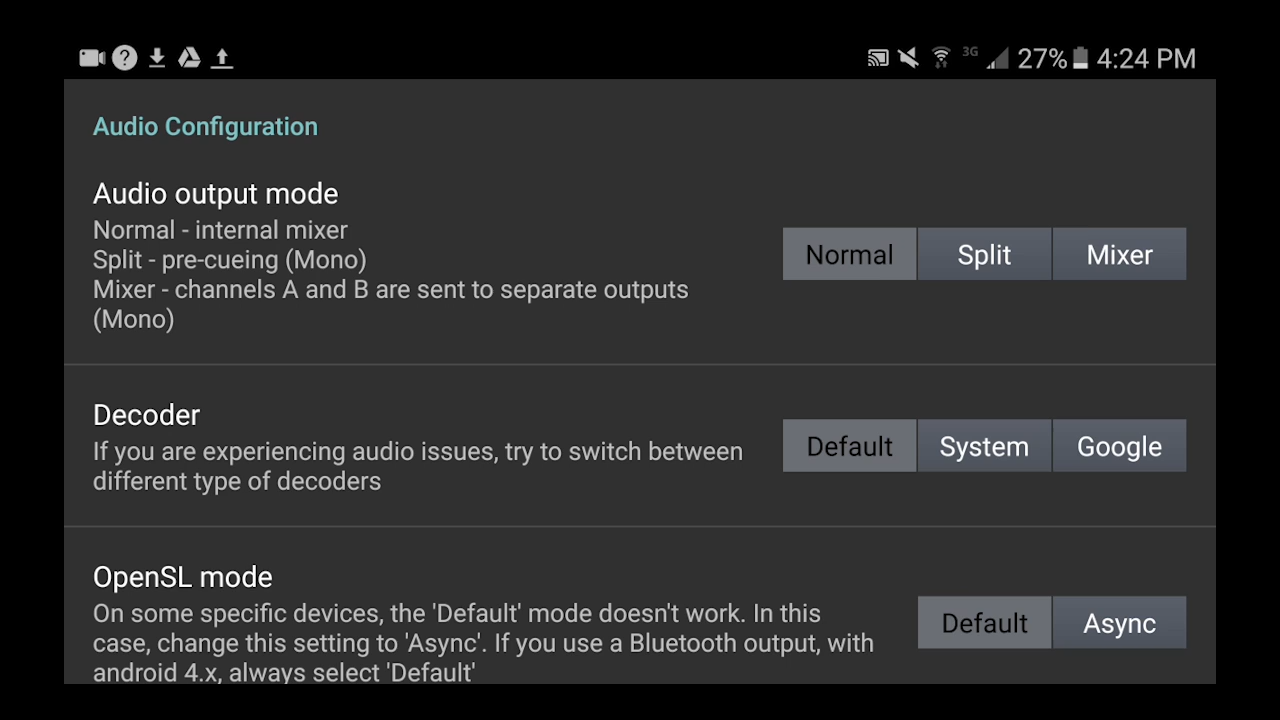 3G 27% 4:24 PM
Audio Configuration
Audio output mode
Normal - internal mixer
Split - pre-cueing (Mono)
Mixer - channels A and B are sent to separate outputs
(Mono)
Normal Split Mixer
Decoder
If you are experiencing audio issues, try to switch between
different type of decoders
Default System Google
OpenSL mode
On some specific devices, the 'Default' mode doesn't work. In this
case, change this setting to 'Async'. If you use a Bluetooth output, with
android 4.x, always select 'Default'
Default Async